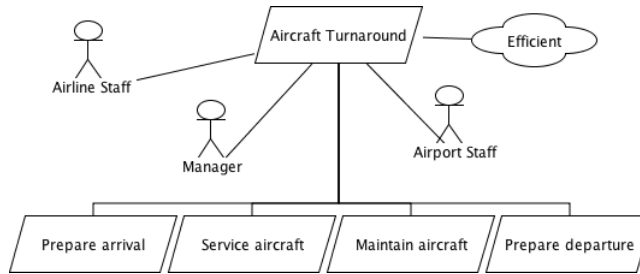 Aircraft Turnaround
Efficient
Airline Staff
Manager
Airport Staff
Prepare arrival
Service aircraft
Maintain aircraft
Prepare departure